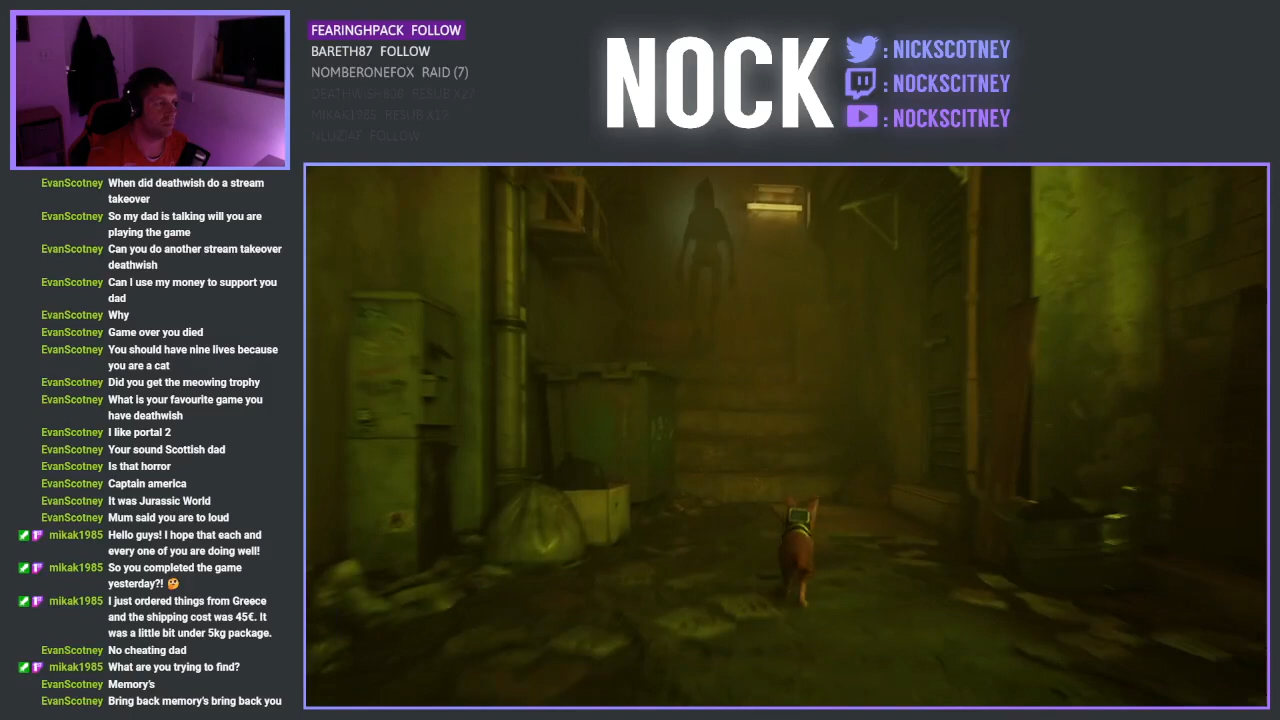 FEARINGHPACK FOLLOW
BARETH87 FOLLOW
NOMBERONEFOX RAID (7)
DEATHWISH808 RESUB X27
MIKAK1985 RESUB X19
NLUZIAF FOLLOW
NOCK
: NICKSCOTNEY
: NOCKSCITNEY
: NOCKSCITNEY
EvanScotney When did deathwish do a stream
takeover
EvanScotney So my dad is talking will you are
playing the game
EvanScotney Can you do another stream takeover
deathwish
EvanScotney Can I use my money to support you
dad
EvanScotney Why
EvanScotney Game over you died
EvanScotney You should have nine lives because
you are a cat
EvanScotney Did you get the meowing trophy
EvanScotney What is your favourite game you
have deathwish
EvanScotney I like portal 2
EvanScotney Your sound Scottish dad
EvanScotney Is that horror
EvanScotney Captain america
EvanScotney It was Jurassic World
EvanScotney Mum said you are to loud
mikak1985 Hello guys! I hope that each and
every one of you are doing well!
mikak1985 So you completed the game
yesterday?! 🤔
mikak1985 I just ordered things from Greece
and the shipping cost was 45€. It
was a little bit under 5kg package.
EvanScotney No cheating dad
mikak1985 What are you trying to find?
EvanScotney Memory's
EvanScotney Bring back memory's bring back you